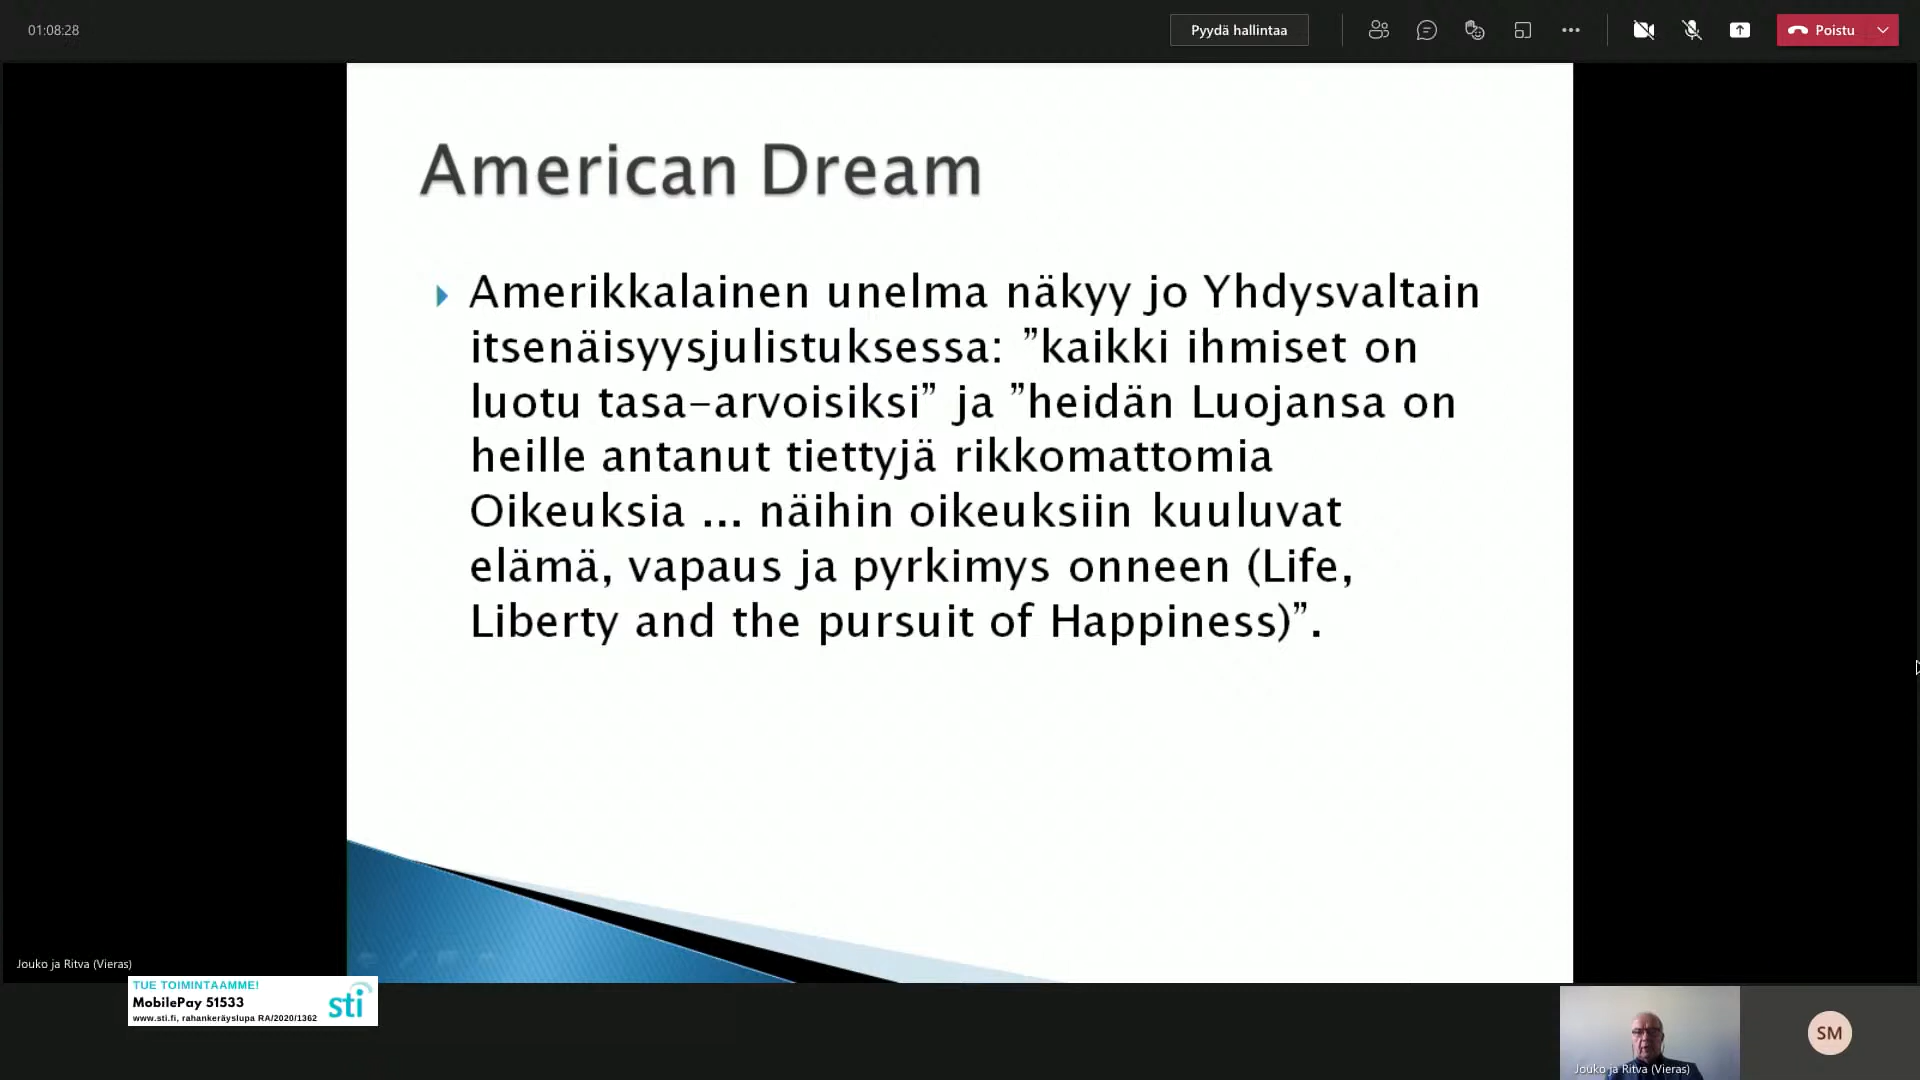 01:08:28
Pyydä hallintaa
Poistu
American Dream
Amerikkalainen unelma näkyy jo Yhdysvaltain
itsenäisyysjulistuksessa: ”kaikki ihmiset on
luotu tasa-arvoisiksi” ja ”heidän Luojansa on
heille antanut tiettyjä rikkomattomia
Oikeuksia ... näihin oikeuksiin kuuluvat
elämä, vapaus ja pyrkimys onneen (Life,
Liberty and the pursuit of Happiness)”.
Jouko ja Ritva (Vieras)
TUE TOIMINTAAMME!
MobilePay 51533
www.sti.fi, rahankeräyslupa RA/2020/1362
sti
Jouko ja Ritva (Vieras)
SM